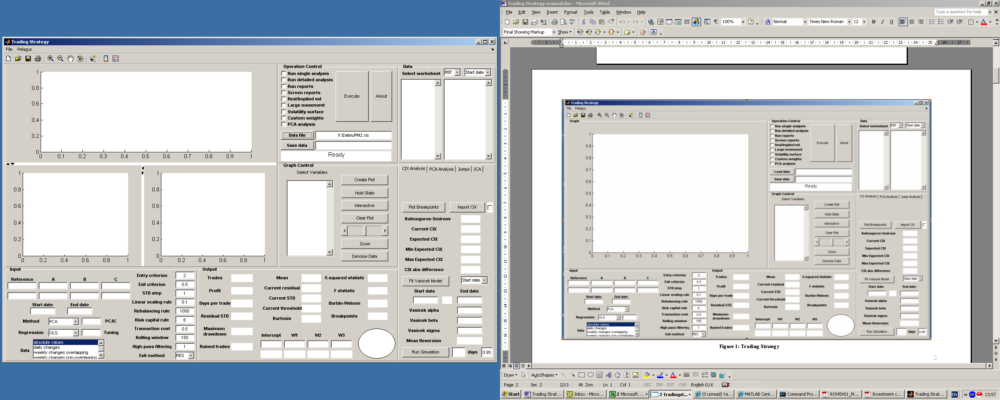 Trading Strategy
File Pelagus
1
0.8
0.6
0.4
0.2
0
0 0.1 0.2 0.3 0.4 0.5 0.6 0.7 0.8 0.9 1
1
0.8
0.6
0.4
0.2
0
0 0.2 0.4 0.6 0.8 1
1
0.8
0.6
0.4
0.2
0
0 0.2 0.4 0.6 0.8 1
Operation Control
Run single analysis
Run detailed analysis
Run reports
Screen reports
Real/Implied vol
Large movement
Volatility surface
Custom weights
PCA analysis
Execute
About
Data file X:\Data\JPM2.xls
Save data
Ready
Data
Select worksheet REF Start date
Graph Control
Select Variables
Create Plot
Hold State
Interactive
Clear Plot
Zoom
Denoise Data
CIX Analysis PCA Analysis Jumps ICA
Plot Breakpoints Import CIX
Kolmogorov-Smirnov
Current CIX
Expected CIX
Min Expected CIX
Max Expected CIX
CIX abs difference
Fit Vasicek Model Start date
Start date End date
Vasicek alpha
Vasicek beta
Vasicek sigma
Mean Reversion
Run Simulation days 0.95
Input
Reference A B C
Start date End date
Method PCA PC/IC
Regression OLS Tuning
Data
absolute values
daily changes
weekly changes overlapping
weekly changes non-overlapping
Entry criterion 2
Exit criterion 0.5
STD step 1
Linear scaling rule 0.1
Rebalancing rule 1000
Risk capital rule 6
Transaction cost 0.5
Rolling window 150
High-pass filtering 1
Exit method RES
Output
Trades
Profit
Days per trade
Residual STD
Maximum
drawdown
Ruined trades
Mean
Current residual
Current STD
Current threshold
Kurtosis
R-squared statistic
F statistic
Durbin-Watson
Breakpoints
Intercept W1 W2 W3
Trading Strategy manual.doc - Microsoft Word
File Edit View Insert Format Tools Table Window Help
Type a question for help
100% Normal Times New Roman 12 B I U
Final Showing Markup Show
2 1 1 2 3 4 5 6 7 8 9 10 11 12 13 14 15 16 17 18 19 20 21 22 23 24 25 26 27
Trading Strategy
File Pelagus
Graph
1
0.9
0.8
0.7
0.6
0.5
0.4
0.3
0.2
0.1
0
0 0.1 0.2 0.3 0.4 0.5 0.6 0.7 0.8 0.9 1
Operation Control
Run single analysis
Run detailed analysis
Run reports
Screen reports
Real/Implied vol
Large movement
Volatility surface
Custom weights
PCA analysis
Execute
About
Load data
Save data
Ready
Data
Select worksheet REF Start date
Graph Control
Select Variables
Create Plot
Hold State
Interactive
Clear Plot
Zoom
Denoise Data
CIX Analysis PCA Analysis Jump Analysis
Plot Breakpoints Import CIX
Kolmogorov-Smirnov
Current CIX
Expected CIX
Min Expected CIX
Max Expected CIX
CIX abs difference
Fit Vasicek Model Start date
Start date End date
Vasicek alpha
Vasicek beta
Vasicek sigma
Mean Reversion
Run Simulation days 0.95
Input
Reference A B C
Start date End date
Method PCA
Regression OLS
Data
absolute values
daily changes
weekly changes overlapping
weekly changes non-overlapping
Entry criterion 2
Exit criterion 0.5
STD step 1
Linear scaling rule 0.1
Rebalancing rule 1000
Risk capital rule 6
Transaction cost 0.5
Rolling window 150
High-pass filtering 1
Exit method RES
Output
Trades
Profit
Days per trade
Residual STD
Maximum
drawdown
Ruined trades
Mean
Current residual
Current STD
Current threshold
Kurtosis
R-squared statistic
F statistic
Durbin-Watson
Breakpoints
Intercept W1 W2 W3
Figure 1: Trading Strategy
2
Draw AutoShapes
Page 2 Sec 2 2/13 At 2cm Ln 1 Col 1 REC TRK EXT OVR English (U.K
Start Trading Strat... Inbox - Micro... 2 Microsoft ... 2 tradingst... (0 unread) Ya... MATLAB Cent... Command Pro... 91545V01_M... Investment c... Trading Strat... EN 13:57